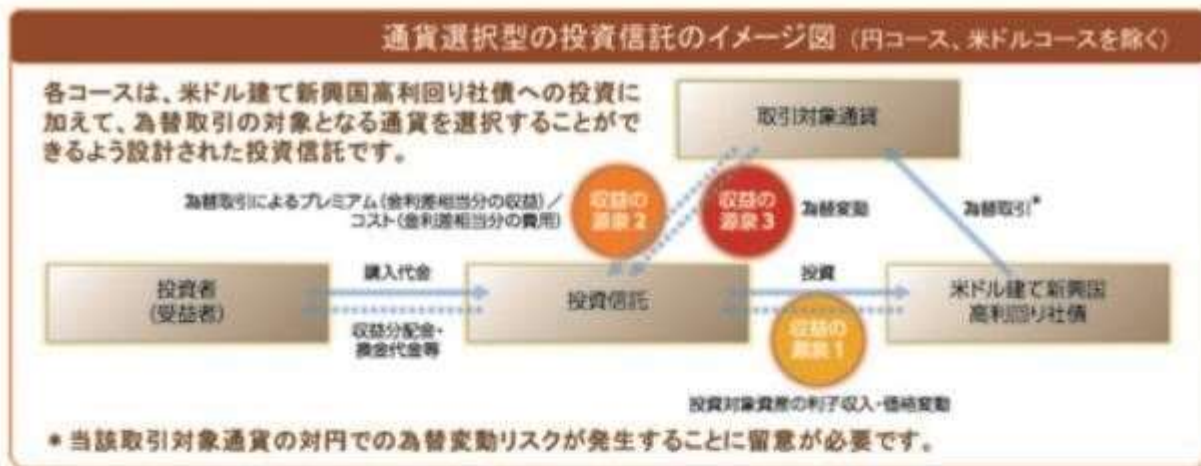 通貨選択型の投資信託のイメージ図（円コース、米ドルコースを除く）
各コースは、米ドル建て新興国高利回り社債への投資に
加えて、為替取引の対象となる通貨を選択することがで
きるよう設計された投資信託です。
取引対象通貨
為替取引によるプレミアム（金利差相当分の収益）／
コスト（金利差相当分の費用）
収益の
源泉2
収益の
源泉3
為替変動
為替取引*
投資者
（受益者）
購入代金
収益分配金・
換金代金等
投資信託
投資
収益の
源泉1
米ドル建て新興国
高利回り社債
投資対象資産の利子収入・価格変動
* 当該取引対象通貨の対円での為替変動リスクが発生することに留意が必要です。